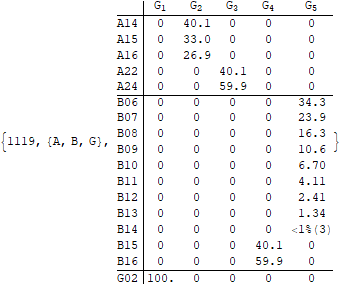 G₁ G₂ G₃ G₄ G₅
A14 0 40.1 0 0 0
A15 0 33.0 0 0 0
A16 0 26.9 0 0 0
A22 0 0 40.1 0 0
A24 0 0 59.9 0 0
B06 0 0 0 0 34.3
B07 0 0 0 0 23.9
B08 0 0 0 0 16.3
{1119, {A, B, G}, B09 0 0 0 0 10.6 }
B10 0 0 0 0 6.70
B11 0 0 0 0 4.11
B12 0 0 0 0 2.41
B13 0 0 0 0 1.34
B14 0 0 0 0 <1%(3)
B15 0 0 0 40.1 0
B16 0 0 0 59.9 0
G02 100. 0 0 0 0